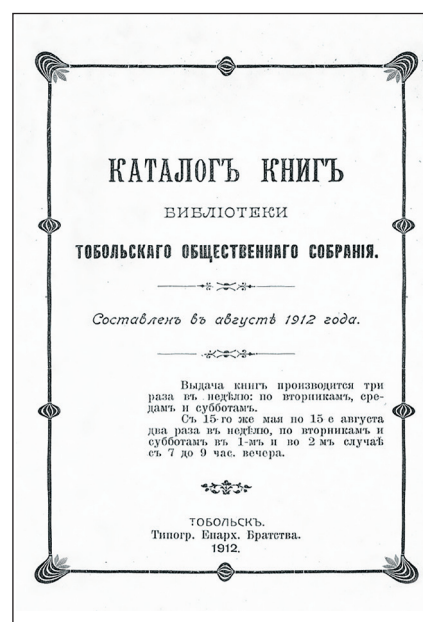 КАТАЛОГЪ КНИГЪ
БИБЛІОТЕКИ
ТОБОЛЬСКАГО ОБЩЕСТВЕННАГО СОБРАНІЯ.
Составленъ въ августѣ 1912 года.
Выдача книгъ производится три
раза въ недѣлю: по вторникамъ, сре-
дамъ и субботамъ.
Съ 15-го же мая по 15 е августа
два раза въ недѣлю, по вторникамъ и
субботамъ въ 1-мъ и во 2 мъ случаѣ
съ 7 до 9 час. вечера.
ТОБОЛЬСКЪ.
Типогр. Епарх. Братства.
1912.